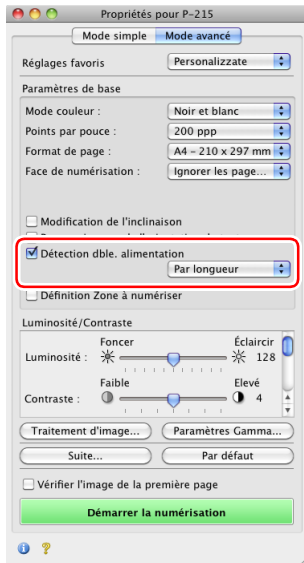 Propriétés pour P-215
Mode simple Mode avancé
Réglages favoris Personalizzate
Paramètres de base
Mode couleur : Noir et blanc
Points par pouce : 200 ppp
Format de page : A4 – 210 x 297 mm
Face de numérisation : Ignorer les page...
Modification de l'inclinaison
Détection dble. alimentation
Par longueur
Définition Zone à numériser
Luminosité/Contraste
Foncer Éclaircir
Luminosité : 128
Faible Elevé
Contraste : 4
Traitement d'image... Paramètres Gamma...
Suite... Par défaut
Vérifier l'image de la première page
Démarrer la numérisation